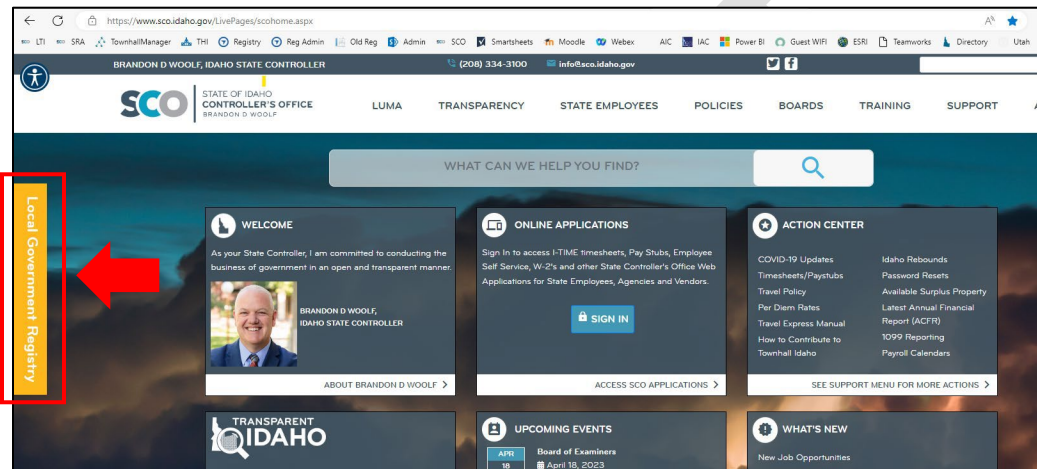 https://www.sco.idaho.gov/LivePages/scohome.aspx
LTI SRA TownhallManager THI Registry Reg Admin Old Reg Admin SCO Smartsheets Moodle Webex AIC IAC Power BI Guest WIFI ESRI Teamworks Directory Utah
BRANDON D WOOLF, IDAHO STATE CONTROLLER (208) 334-3100 info@sco.idaho.gov
SCO
STATE OF IDAHO
CONTROLLER'S OFFICE
BRANDON D WOOLF
LUMA TRANSPARENCY STATE EMPLOYEES POLICIES BOARDS TRAINING SUPPORT A
WHAT CAN WE HELP YOU FIND?
Local Government Registry
WELCOME
As your State Controller, I am committed to conducting the
business of government in an open and transparent manner.
BRANDON D WOOLF,
IDAHO STATE CONTROLLER
ABOUT BRANDON D WOOLF >
ONLINE APPLICATIONS
Sign In to access I-TIME timesheets, Pay Stubs, Employee
Self Service, W-2's and other State Controller's Office Web
Applications for State Employees, Agencies and Vendors.
SIGN IN
ACCESS SCO APPLICATIONS >
ACTION CENTER
COVID-19 Updates
Timesheets/Paystubs
Travel Policy
Per Diem Rates
Travel Express Manual
How to Contribute to
Townhall Idaho
Idaho Rebounds
Password Resets
Available Surplus Property
Latest Annual Financial
Report (ACFR)
1099 Reporting
Payroll Calendars
SEE SUPPORT MENU FOR MORE ACTIONS >
TRANSPARENT
IDAHO
UPCOMING EVENTS
APR
18
Board of Examiners
April 18, 2023
WHAT'S NEW
New Job Opportunities